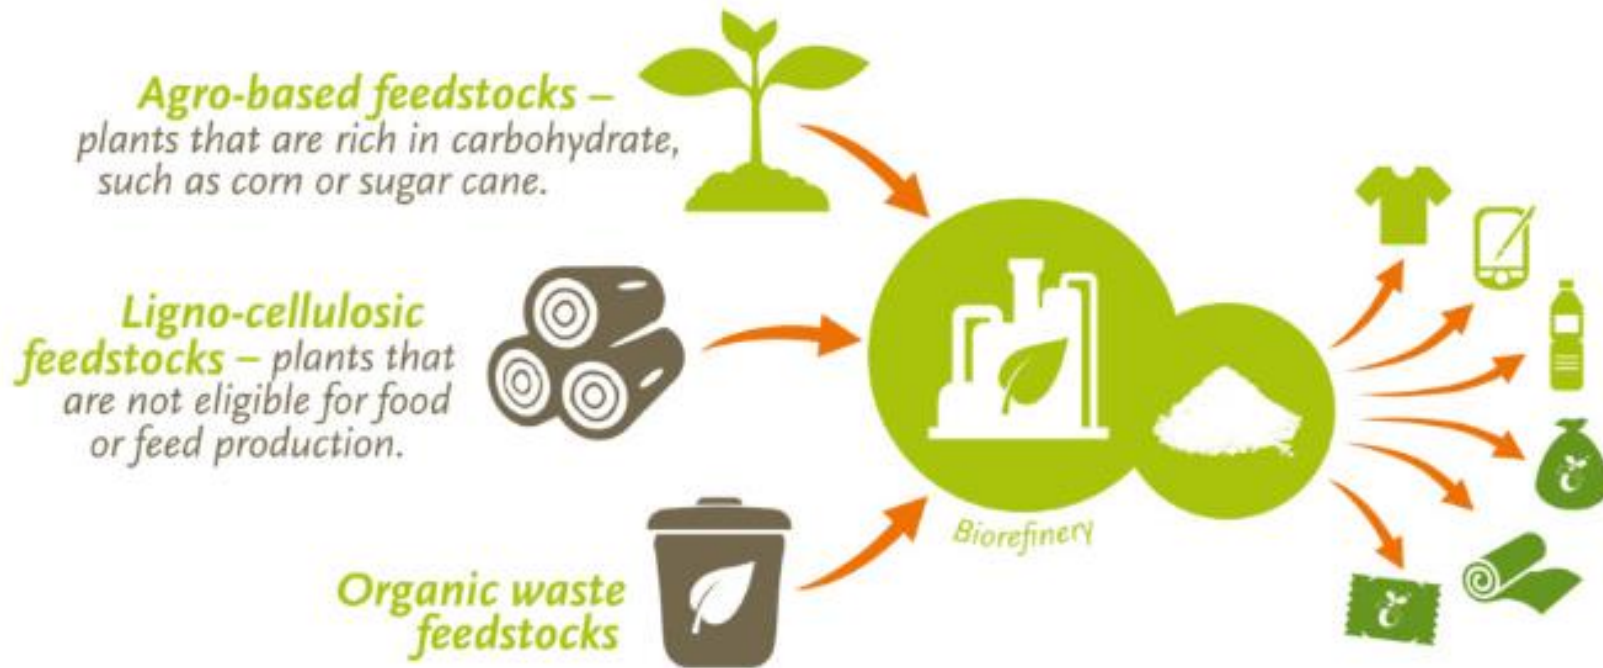 Agro-based feedstocks –
plants that are rich in carbohydrate,
such as corn or sugar cane.
Ligno-cellulosic
feedstocks – plants that
are not eligible for food
or feed production.
Organic waste
feedstocks
Biorefinery